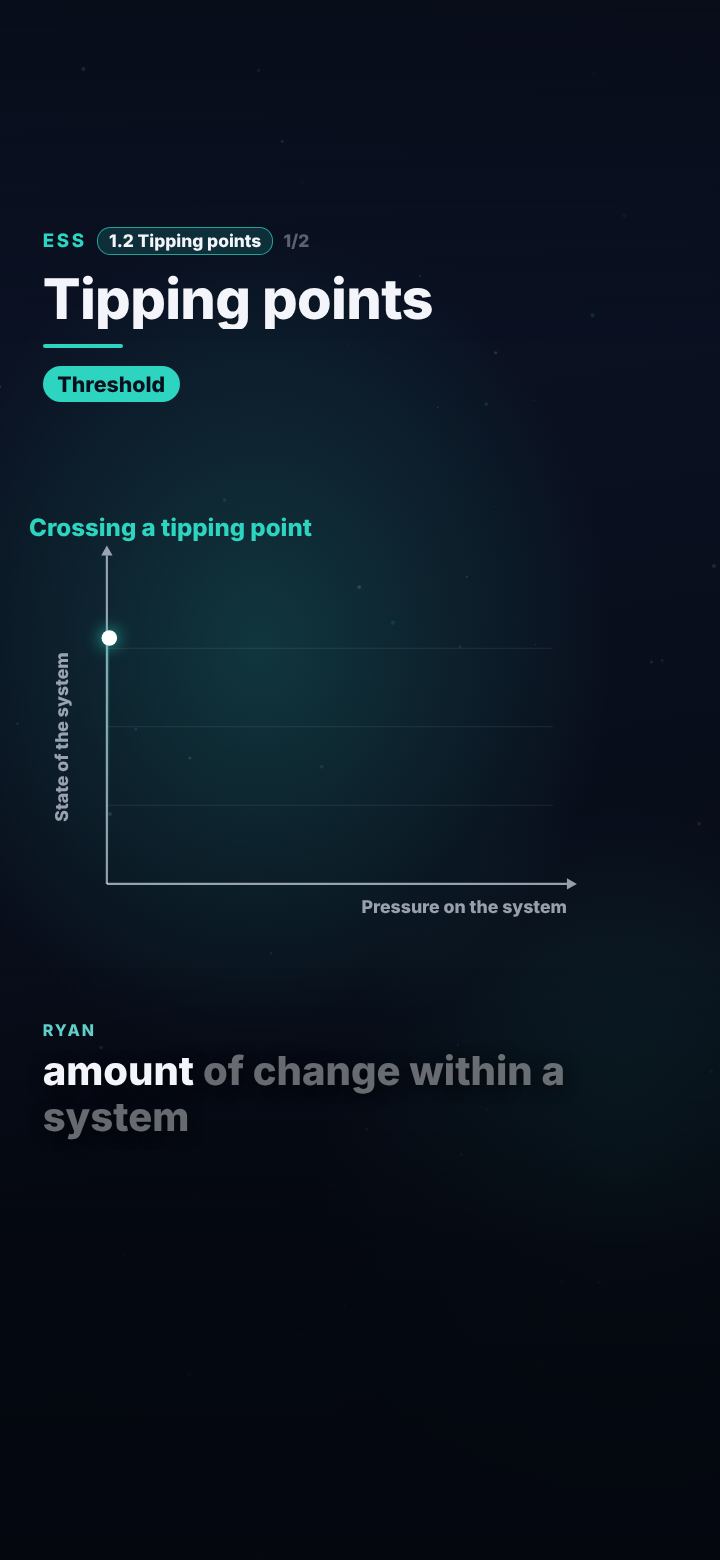 ESS 1.2 Tipping points 1/2
Tipping points
Threshold
Crossing a tipping point
State of the system
Pressure on the system
RYAN
amount of change within a
system